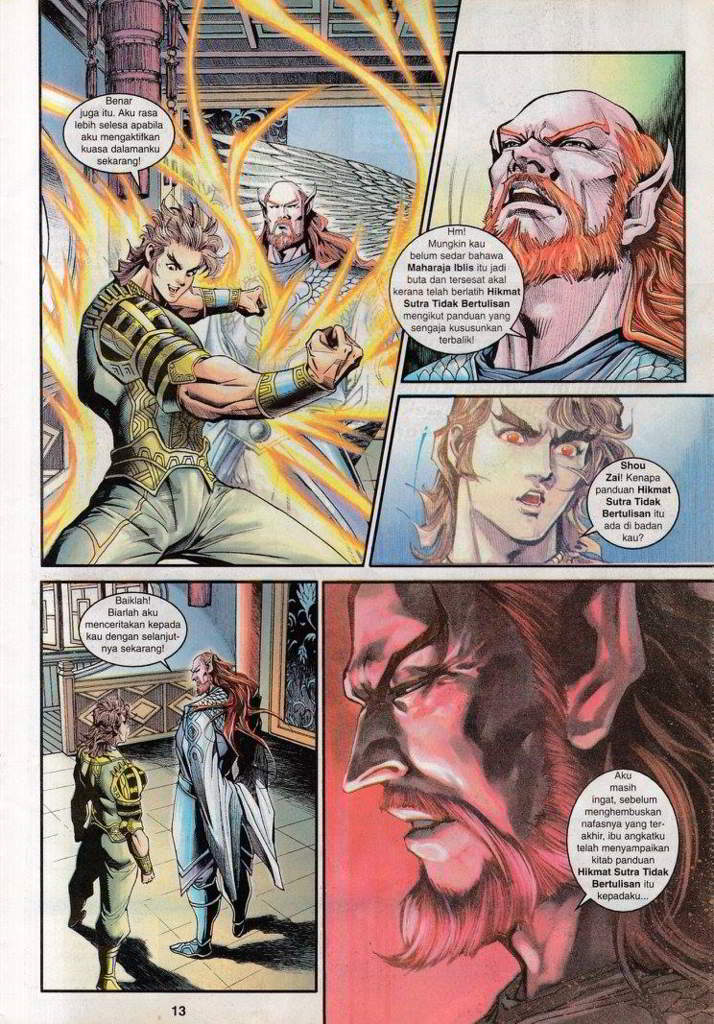 Benar
juga itu. Aku rasa
lebih selesa apabila
aku mengaktifkan
kuasa dalamanku
sekarang!
Hm!
Mungkin kau
belum sedar bahawa
Maharaja Iblis itu jadi
buta dan tersesat akal
kerana telah berlatih Hikmat
Sutra Tidak Bertulisan
mengikut panduan yang
sengaja kususunkan
terbalik!
Shou
Zai! Kenapa
panduan Hikmat
Sutra Tidak
Bertulisan itu
ada di badan
kau?
Baiklah!
Biarlah aku
menceritakan kepada
kau dengan selanjut-
nya sekarang!
Aku
masih
ingat, sebelum
menghembuskan
nafasnya yang ter-
akhir, ibu angkatku
telah menyampaikan
kitab panduan
Hikmat Sutra Tidak
Bertulisan itu
kepadaku...
13